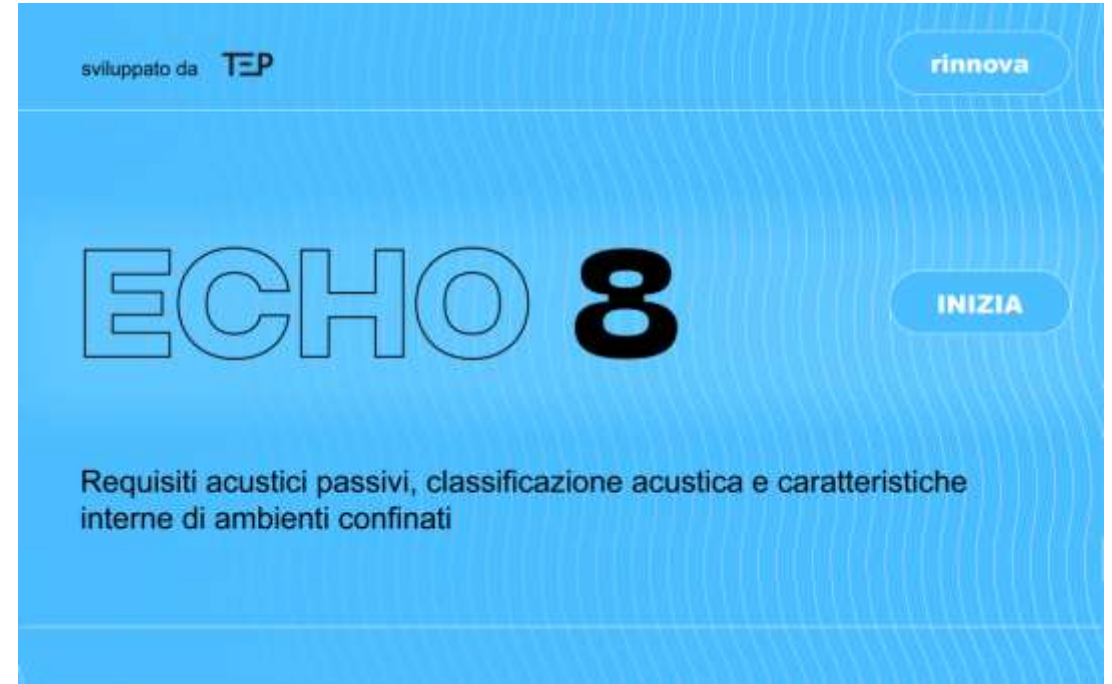 sviluppato da TEP
rinnova
ECHO 8
INIZIA
Requisiti acustici passivi, classificazione acustica e caratteristiche
interne di ambienti confinati